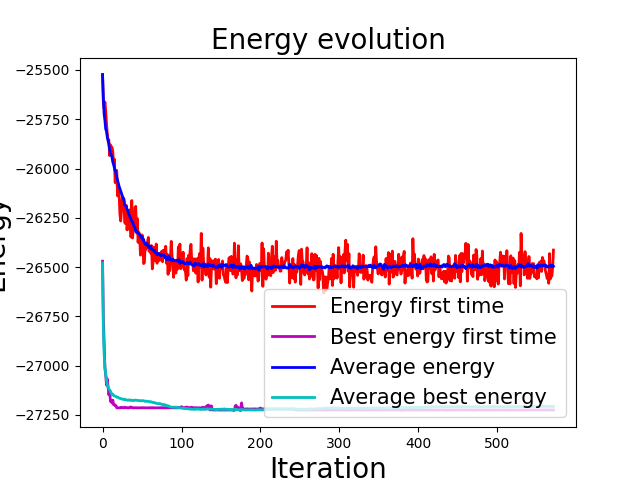 Energy evolution
Energy
−25500
−25750
−26000
−26250
−26500
−26750
−27000
−27250
Energy first time
Best energy first time
Average energy
Average best energy
0 100 200 300 400 500
Iteration